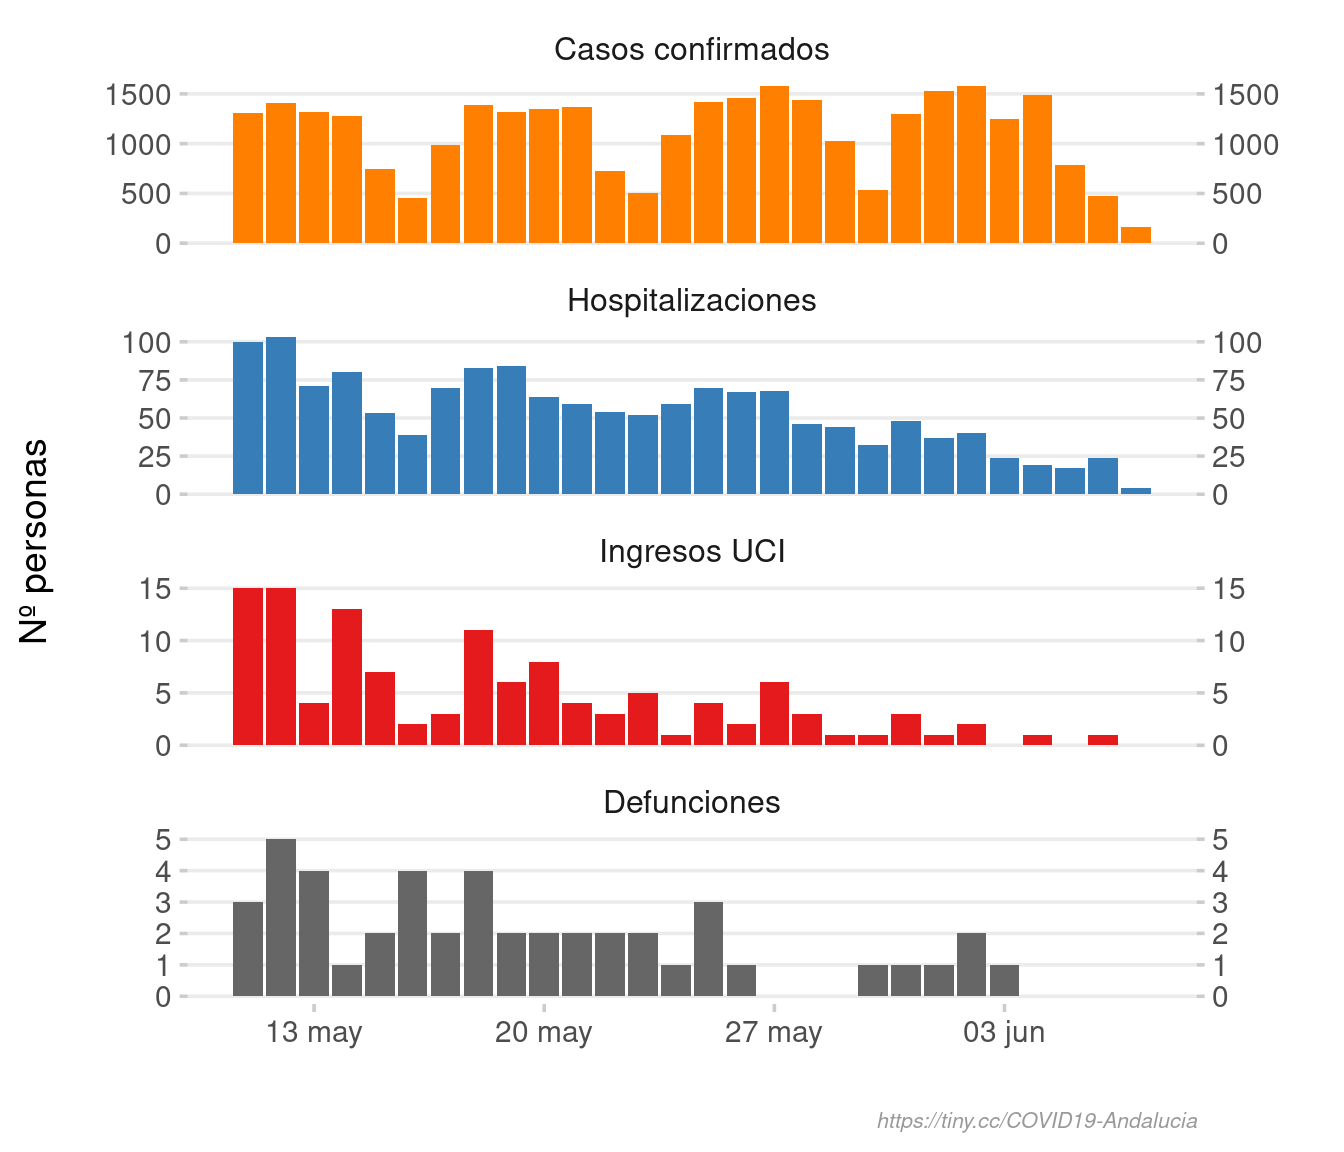 Casos confirmados
1500 1500
1000 1000
500 500
0 0
Hospitalizaciones
100 100
75 75
50 50
25 25
0 0
Nº personas
Ingresos UCI
15 15
10 10
5 5
0 0
Defunciones
5 5
4 4
3 3
2 2
1 1
0 0
13 may 20 may 27 may 03 jun
https://tiny.cc/COVID19-Andalucia